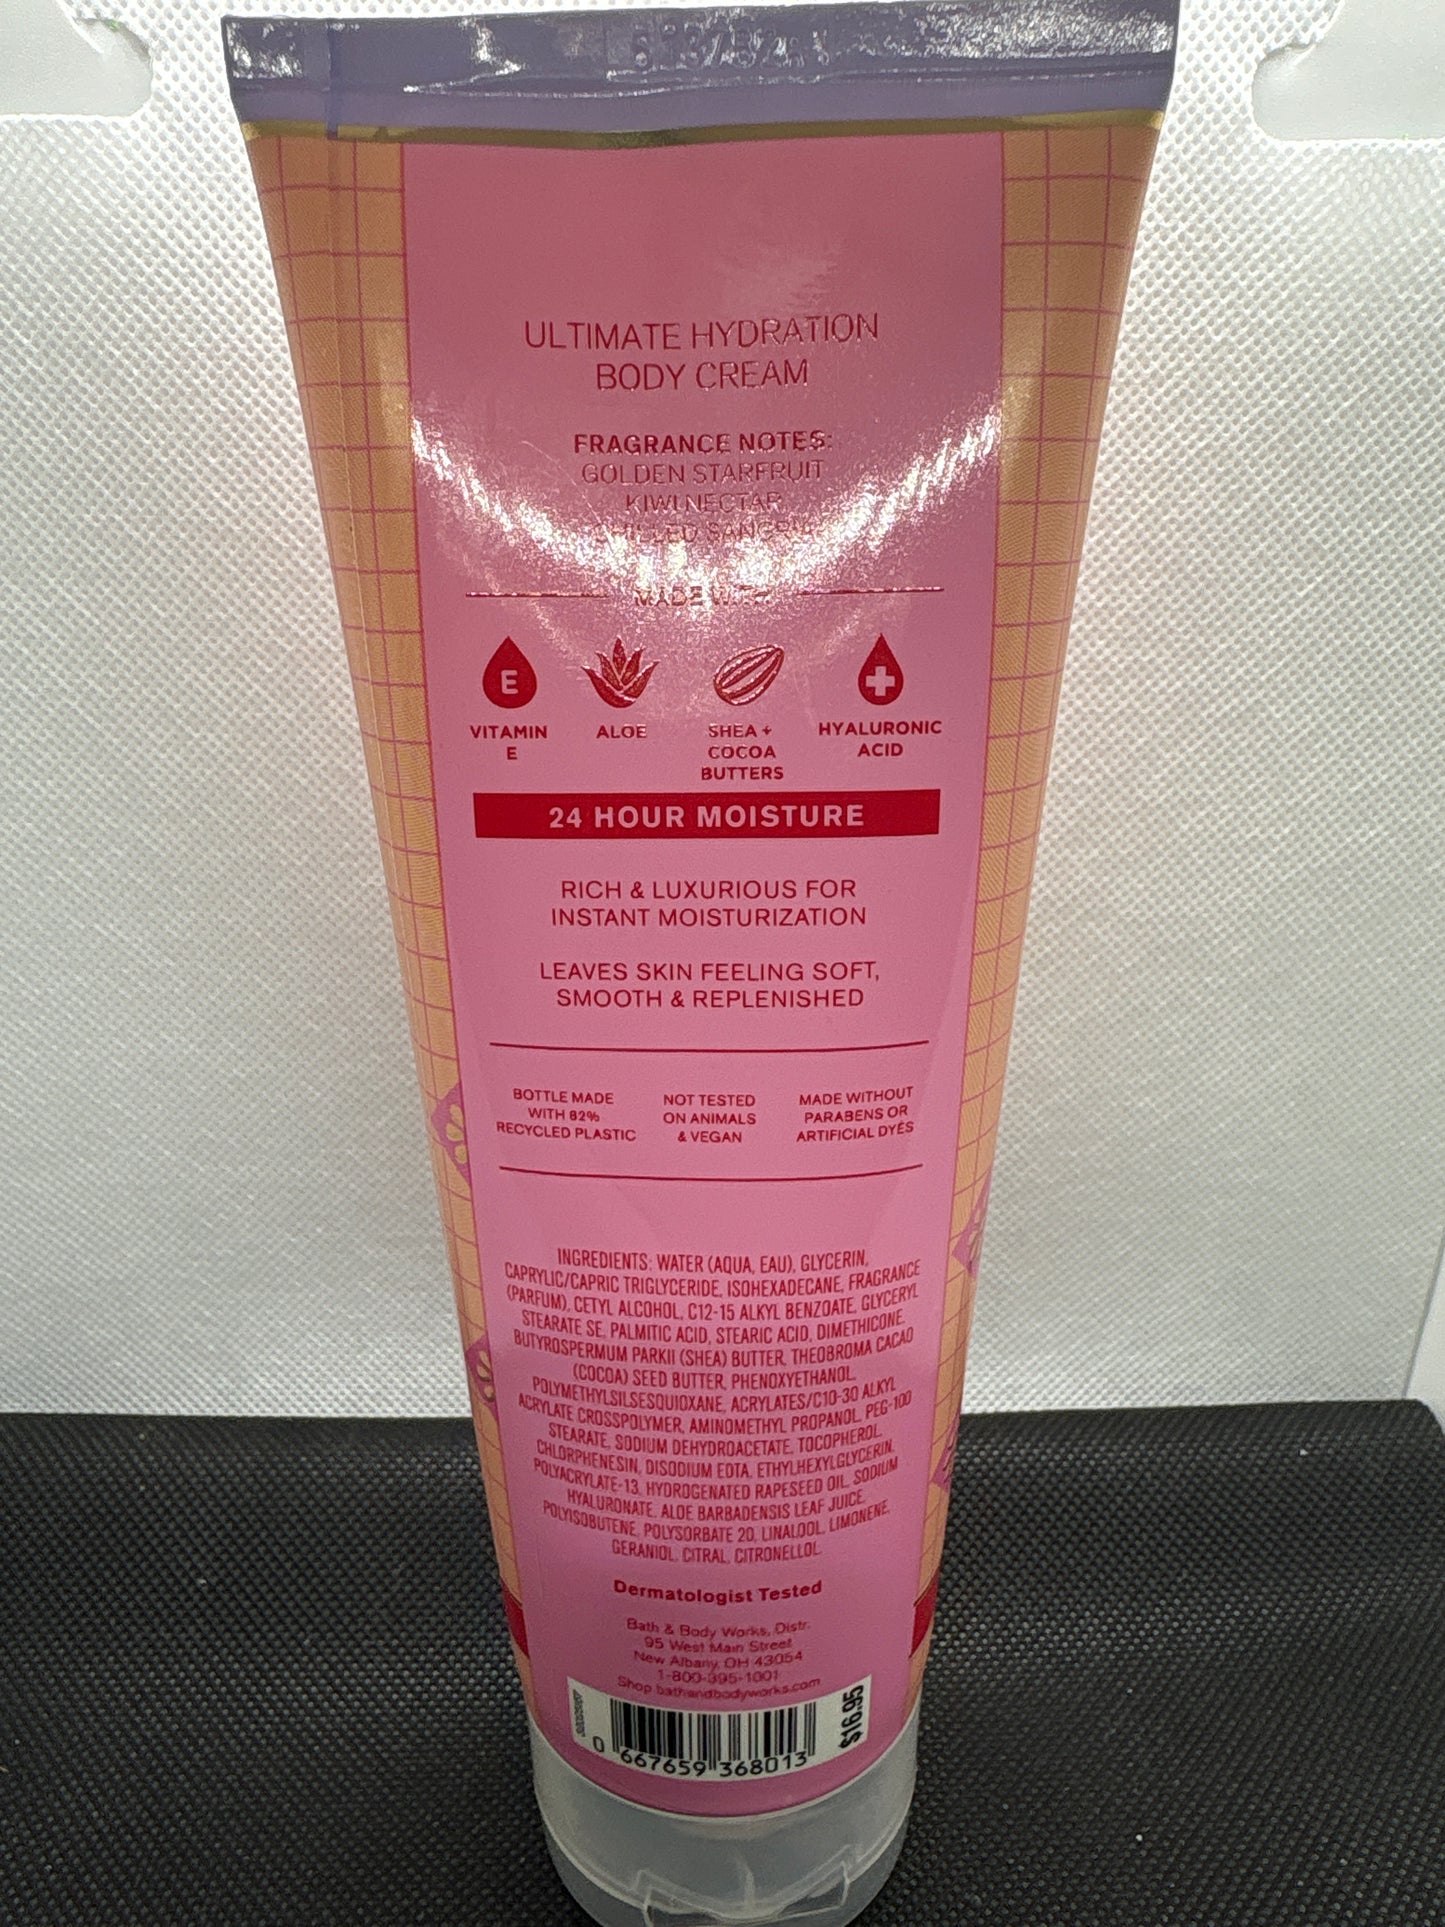 ULTIMATE HYDRATION
BODY CREAM
FRAGRANCE NOTES:
GOLDEN STARFRUIT
KIWI NECTAR
CHILLED SANGRIA
MADE WITH
E
VITAMIN
E
ALOE
SHEA +
COCOA
BUTTERS
HYALURONIC
ACID
24 HOUR MOISTURE
RICH & LUXURIOUS FOR
INSTANT MOISTURIZATION
LEAVES SKIN FEELING SOFT,
SMOOTH & REPLENISHED
BOTTLE MADE
WITH 82%
RECYCLED PLASTIC
NOT TESTED
ON ANIMALS
& VEGAN
MADE WITHOUT
PARABENS OR
ARTIFICIAL DYES
INGREDIENTS: WATER (AQUA, EAU), GLYCERIN,
CAPRYLIC/CAPRIC TRIGLYCERIDE, ISOHEXADECANE, FRAGRANCE
(PARFUM), CETYL ALCOHOL, C12-15 ALKYL BENZOATE, GLYCERYL
STEARATE SE, PALMITIC ACID, STEARIC ACID, DIMETHICONE,
BUTYROSPERMUM PARKII (SHEA) BUTTER, THEOBROMA CACAO
(COCOA) SEED BUTTER, PHENOXYETHANOL,
POLYMETHYLSILSESQUIOXANE, ACRYLATES/C10-30 ALKYL
ACRYLATE CROSSPOLYMER, AMINOMETHYL PROPANOL, PEG-100
STEARATE, SODIUM DEHYDROACETATE, TOCOPHEROL,
CHLORPHENESIN, DISODIUM EDTA, ETHYLHEXYLGLYCERIN,
POLYACRYLATE-13, HYDROGENATED RAPESEED OIL, SODIUM
HYALURONATE, ALOE BARBADENSIS LEAF JUICE,
POLYISOBUTENE, POLYSORBATE 20, LINALOOL, LIMONENE,
GERANIOL, CITRAL, CITRONELLOL
Dermatologist Tested
Bath & Body Works, Distr.
95 West Main Street
New Albany, OH 43054
1-800-395-1001
Shop bathandbodyworks.com
$16.95
0 667659 368013